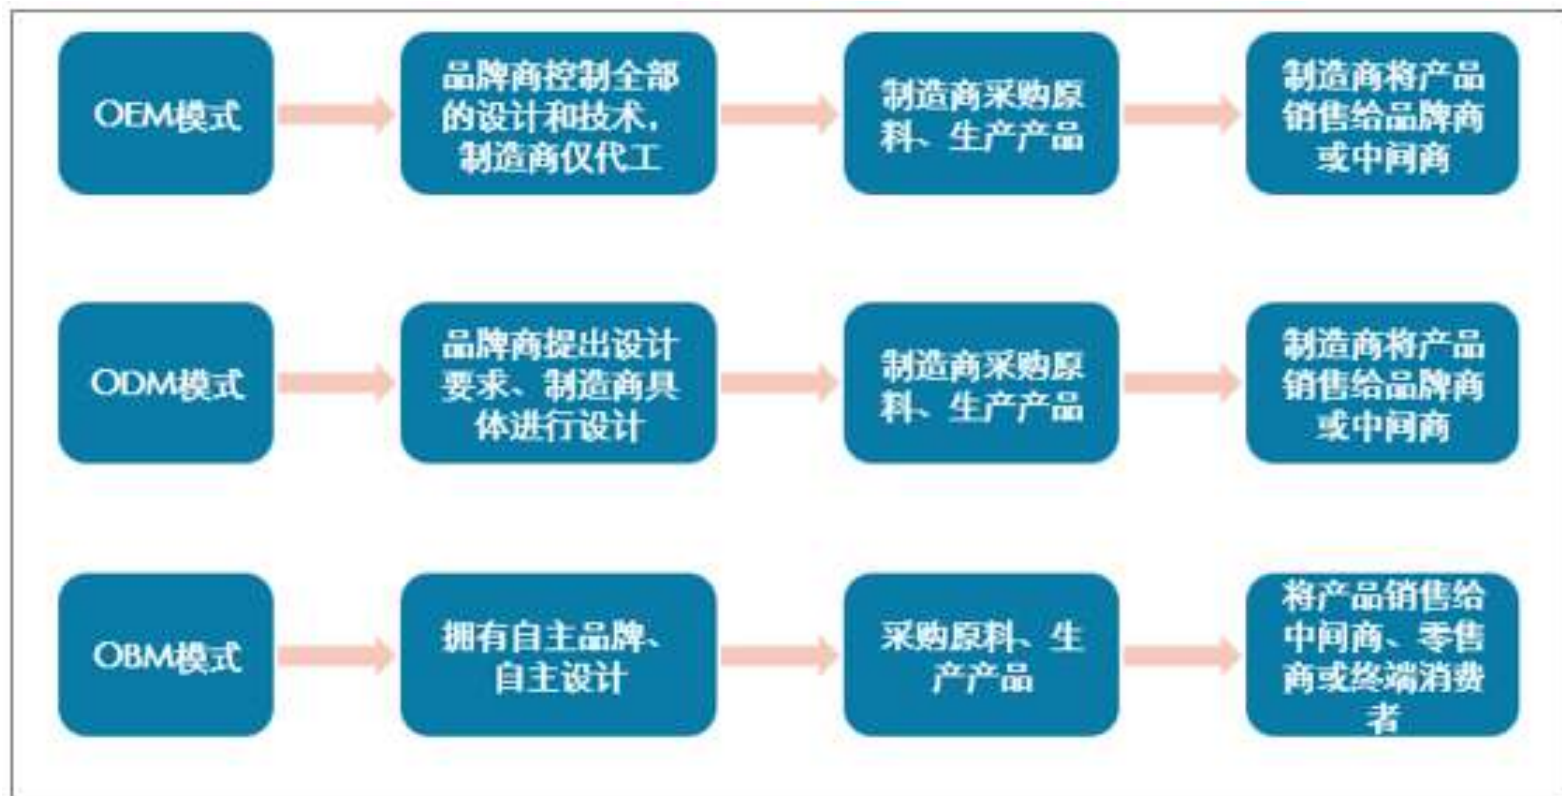 OEM模式
品牌商控制全部
的设计和技术，
制造商仅代工
制造商采购原
料、生产产品
制造商将产品
销售给品牌商
或中间商
ODM模式
品牌商提出设计
要求、制造商具
体进行设计
制造商采购原
料、生产产品
制造商将产品
销售给品牌商
或中间商
OBM模式
拥有自主品牌、
自主设计
采购原料、生
产产品
将产品销售给
中间商、零售
商或终端消费
者